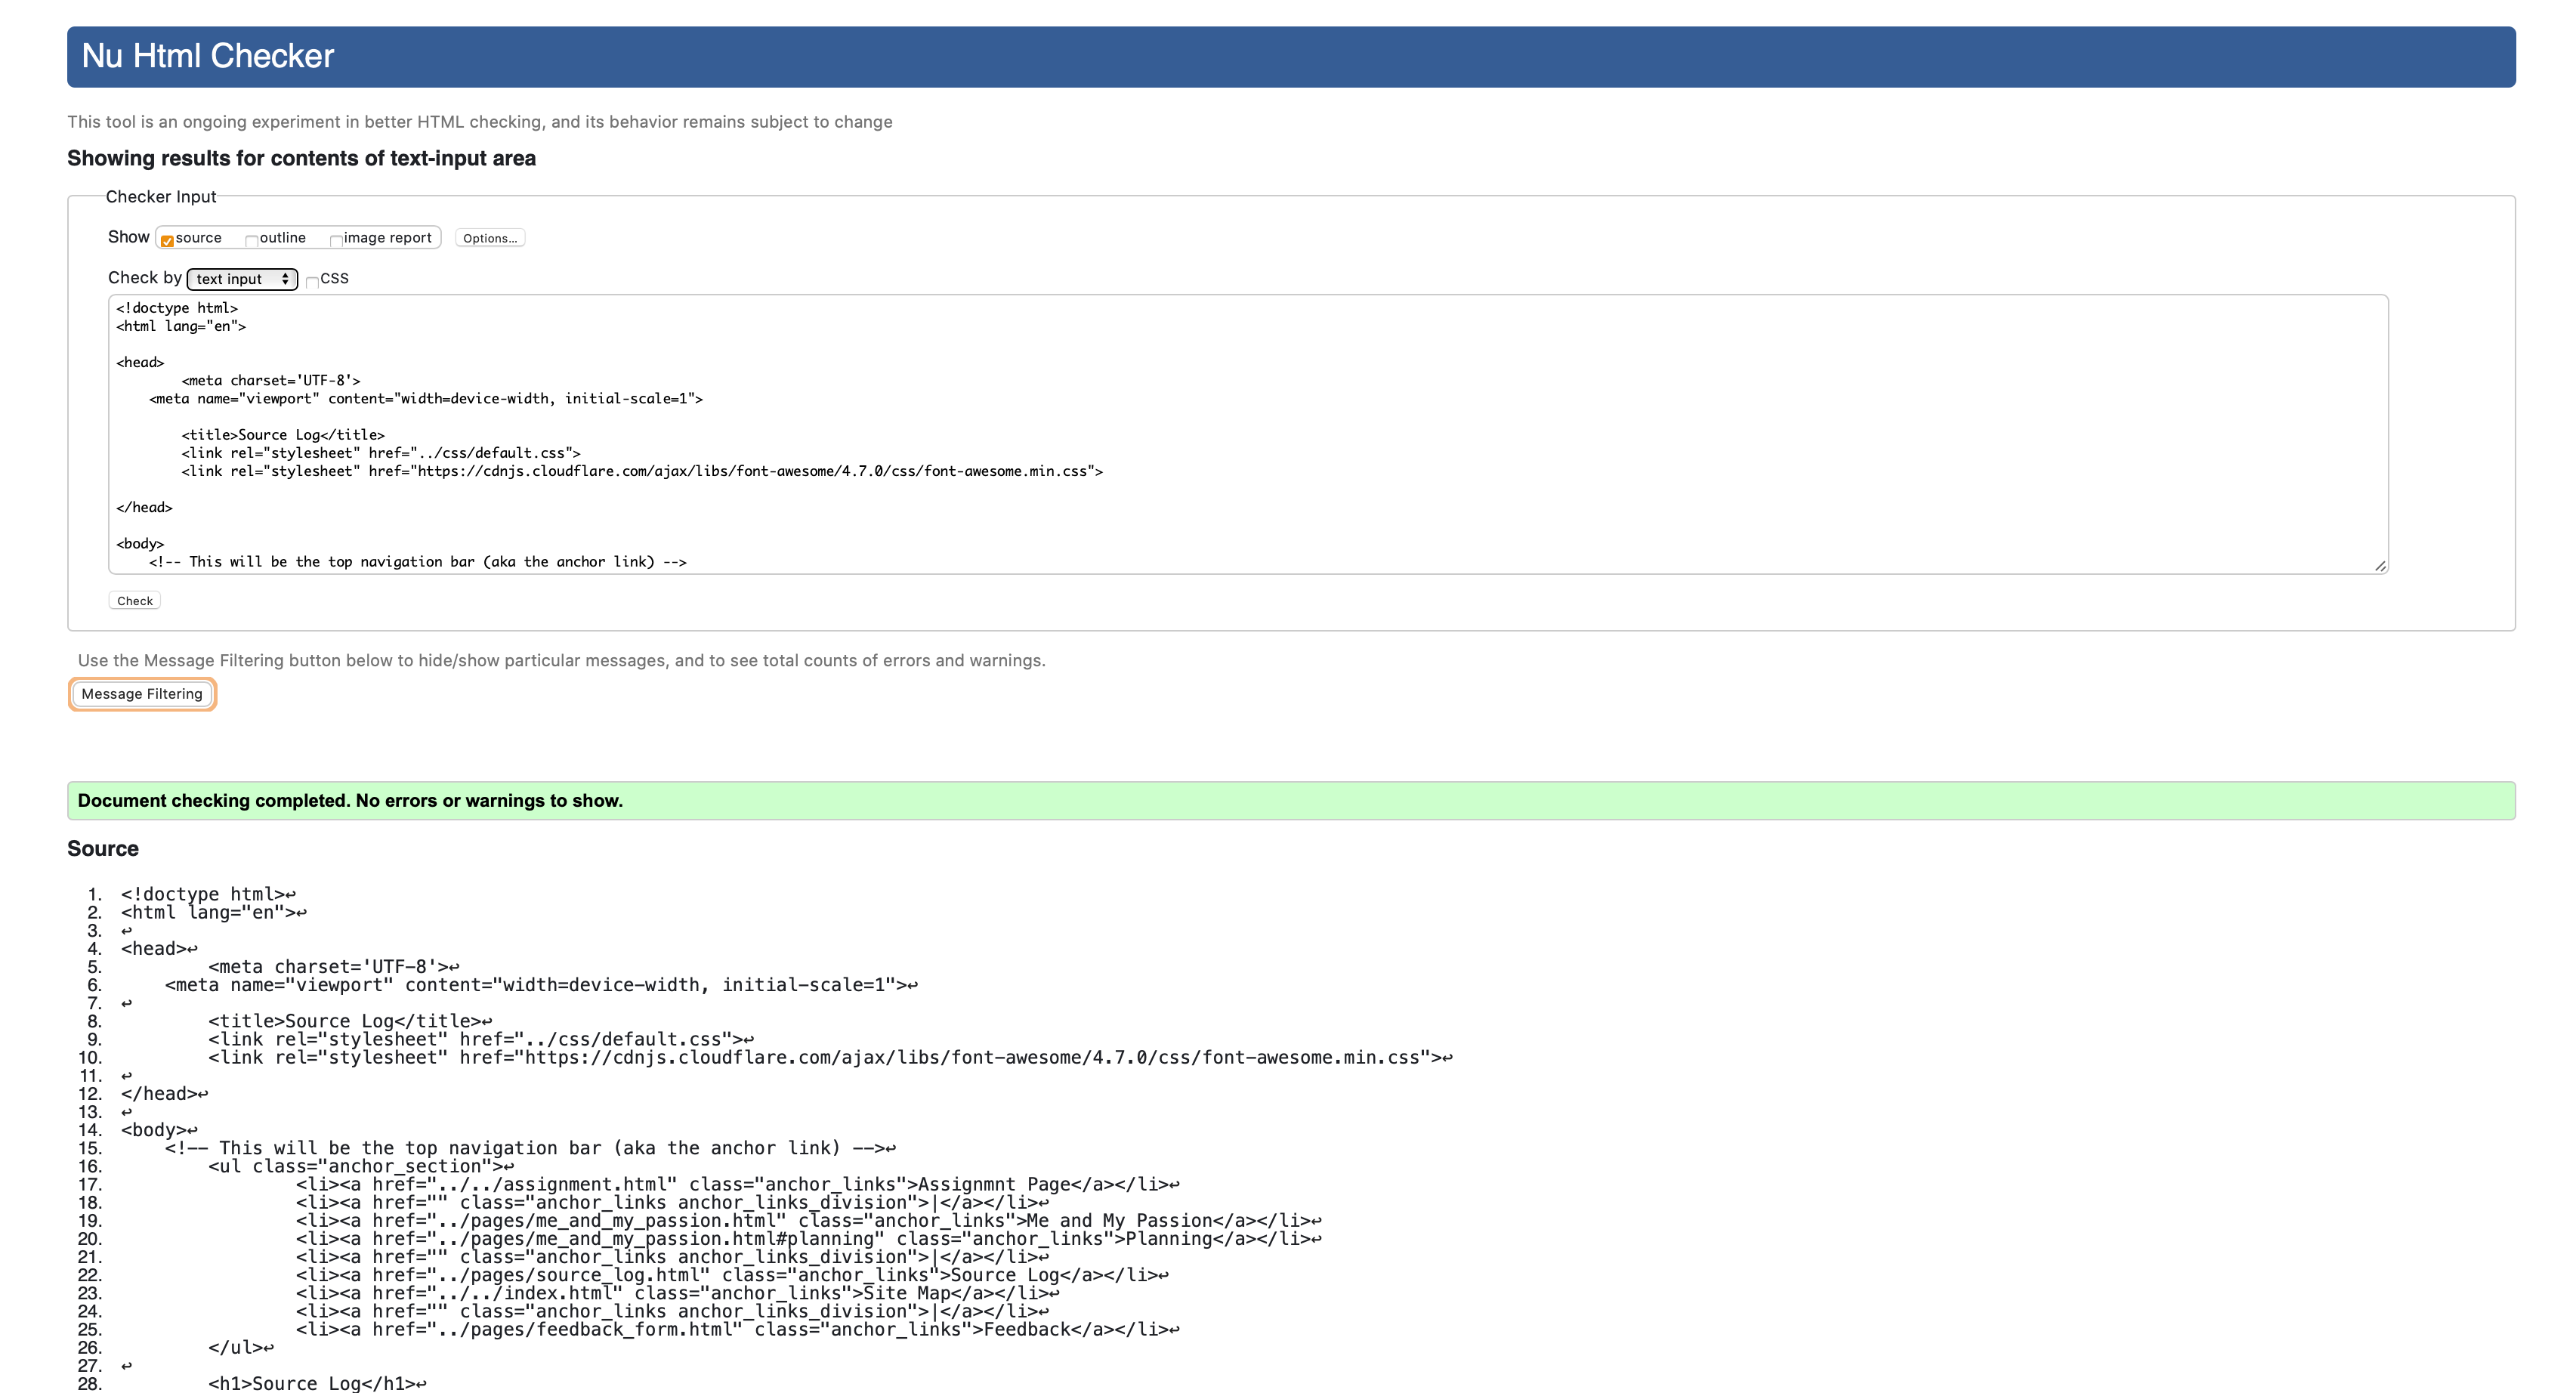 Nu Html Checker
This tool is an ongoing experiment in better HTML checking, and its behavior remains subject to change
Showing results for contents of text-input area
Checker Input
Show source outline image report Options...
Check by text input CSS
<!doctype html>
<html lang="en">
<head>
<meta charset='UTF-8'>
<meta name="viewport" content="width=device-width, initial-scale=1">
<title>Source Log</title>
<link rel="stylesheet" href="../css/default.css">
<link rel="stylesheet" href="https://cdnjs.cloudflare.com/ajax/libs/font-awesome/4.7.0/css/font-awesome.min.css">
</head>
<body>
<!-- This will be the top navigation bar (aka the anchor link) -->
Check
Use the Message Filtering button below to hide/show particular messages, and to see total counts of errors and warnings.
Message Filtering
Document checking completed. No errors or warnings to show.
Source
1. <!doctype html>↩
2. <html lang="en">↩
3. ↩
4. <head>↩
5. <meta charset='UTF-8'>↩
6. <meta name="viewport" content="width=device-width, initial-scale=1">↩
7. ↩
8. <title>Source Log</title>↩
9. <link rel="stylesheet" href="../css/default.css">↩
10. <link rel="stylesheet" href="https://cdnjs.cloudflare.com/ajax/libs/font-awesome/4.7.0/css/font-awesome.min.css">↩
11. ↩
12. </head>↩
13. ↩
14. <body>↩
15. <!-- This will be the top navigation bar (aka the anchor link) -->↩
16. <ul class="anchor_section">↩
17. <li><a href="../../assignment.html" class="anchor_links">Assignmnt Page</a></li>↩
18. <li><a href="" class="anchor_links anchor_links_division">|</a></li>↩
19. <li><a href="../pages/me_and_my_passion.html" class="anchor_links">Me and My Passion</a></li>↩
20. <li><a href="../pages/me_and_my_passion.html#planning" class="anchor_links">Planning</a></li>↩
21. <li><a href="" class="anchor_links anchor_links_division">|</a></li>↩
22. <li><a href="../pages/source_log.html" class="anchor_links">Source Log</a></li>↩
23. <li><a href="../../index.html" class="anchor_links">Site Map</a></li>↩
24. <li><a href="" class="anchor_links anchor_links_division">|</a></li>↩
25. <li><a href="../pages/feedback_form.html" class="anchor_links">Feedback</a></li>↩
26. </ul>↩
27. ↩
28. <h1>Source Log</h1>↩